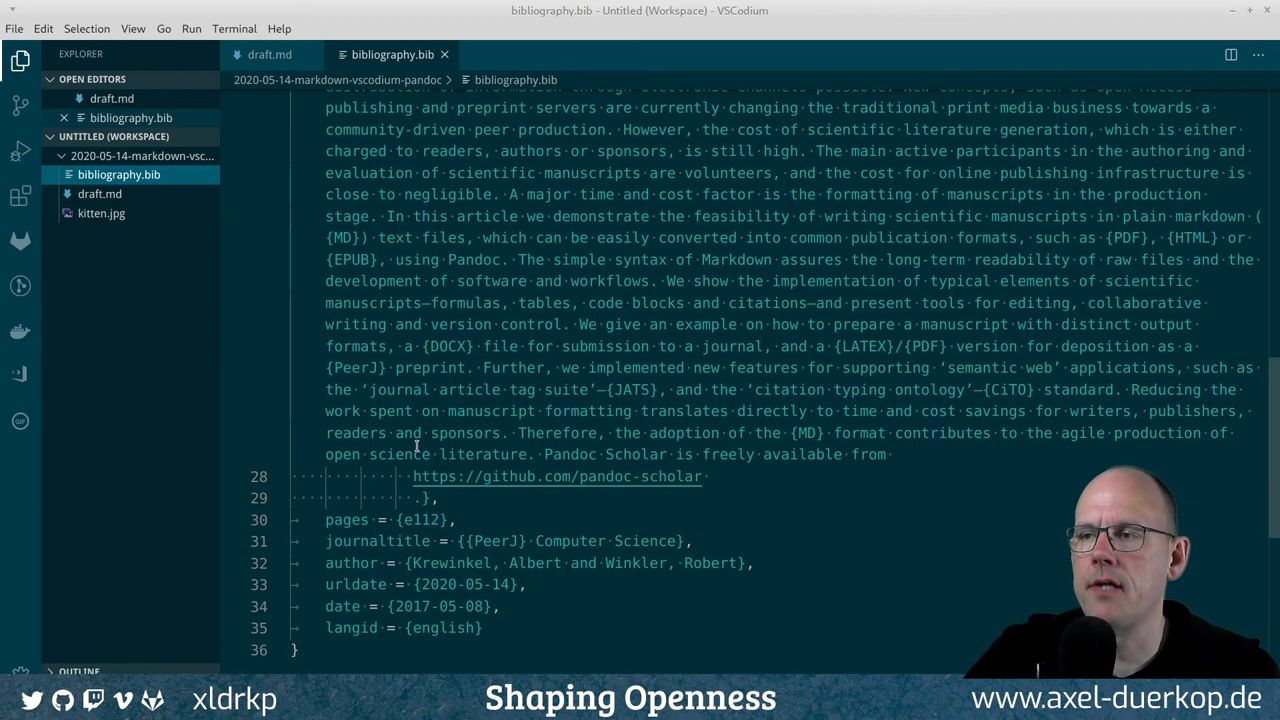 bibliography.bib - Untitled (Workspace) - VSCodium
File Edit Selection View Go Run Terminal Help
EXPLORER
draft.md
bibliography.bib
OPEN EDITORS
2020-05-14-markdown-vscodium-pandoc > bibliography.bib
draft.md
bibliography.bib
UNTITLED (WORKSPACE)
2020-05-14-markdown-vsc...
bibliography.bib
draft.md
kitten.jpg
distribution of information through electronic channels possible. New concepts, such as Open Access
publishing and preprint servers are currently changing the traditional print media business towards a
community-driven peer production. However, the cost of scientific literature generation, which is either
charged to readers, authors or sponsors, is still high. The main active participants in the authoring and
evaluation of scientific manuscripts are volunteers, and the cost for online publishing infrastructure is
close to negligible. A major time and cost factor is the formatting of manuscripts in the production
stage. In this article we demonstrate the feasibility of writing scientific manuscripts in plain markdown (
{MD}) text files, which can be easily converted into common publication formats, such as {PDF}, {HTML} or
{EPUB}, using Pandoc. The simple syntax of Markdown assures the long-term readability of raw files and the
development of software and workflows. We show the implementation of typical elements of scientific
manuscripts—formulas, tables, code blocks and citations—and present tools for editing, collaborative
writing and version control. We give an example on how to prepare a manuscript with distinct output
formats, a {DOCX} file for submission to a journal, and a {LATEX}/{PDF} version for deposition as a
{PeerJ} preprint. Further, we implemented new features for supporting ‘semantic web’ applications, such as
the ‘journal article tag suite’—{JATS}, and the ‘citation typing ontology’—{CiTO} standard. Reducing the
work spent on manuscript formatting translates directly to time and cost savings for writers, publishers,
readers and sponsors. Therefore, the adoption of the {MD} format contributes to the agile production of
open science literature. Pandoc Scholar is freely available from
28 https://github.com/pandoc-scholar
29 .},
30 pages = {e112},
31 journaltitle = {{PeerJ} Computer Science},
32 author = {Krewinkel, Albert and Winkler, Robert},
33 urldate = {2020-05-14},
34 date = {2017-05-08},
35 langid = {english}
36 }
OUTLINE
xldrkp
Shaping Openness
www.axel-duerkop.de